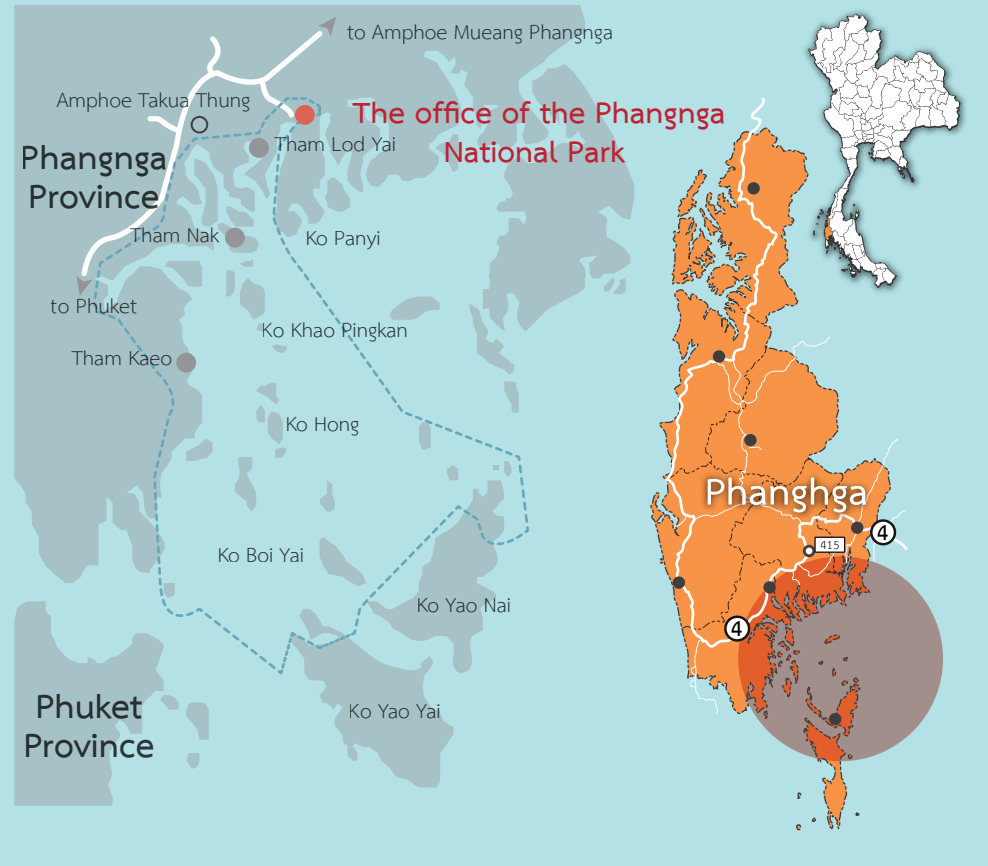 to Amphoe Mueang Phangnga
Amphoe Takua Thung
The office of the Phangnga
National Park
Tham Lod Yai
Phangnga
Province
Tham Nak
Ko Panyi
to Phuket
Ko Khao Pingkan
Tham Kaeo
Ko Hong
Phanghga
4
415
Ko Boi Yai
Ko Yao Nai
4
Phuket
Province
Ko Yao Yai